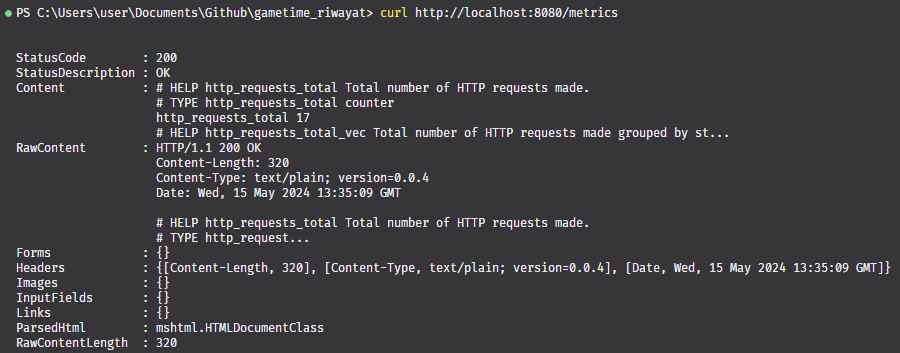 PS C:\Users\user\Documents\Github\gametime_riwayat> curl http://localhost:8080/metrics
StatusCode : 200
StatusDescription : OK
Content : # HELP http_requests_total Total number of HTTP requests made.
# TYPE http_requests_total counter
http_requests_total 17
# HELP http_requests_total_vec Total number of HTTP requests made grouped by st...
RawContent : HTTP/1.1 200 OK
Content-Length: 320
Content-Type: text/plain; version=0.0.4
Date: Wed, 15 May 2024 13:35:09 GMT
# HELP http_requests_total Total number of HTTP requests made.
# TYPE http_request...
Forms : {}
Headers : {[Content-Length, 320], [Content-Type, text/plain; version=0.0.4], [Date, Wed, 15 May 2024 13:35:09 GMT]}
Images : {}
InputFields : {}
Links : {}
ParsedHtml : mshtml.HTMLDocumentClass
RawContentLength : 320